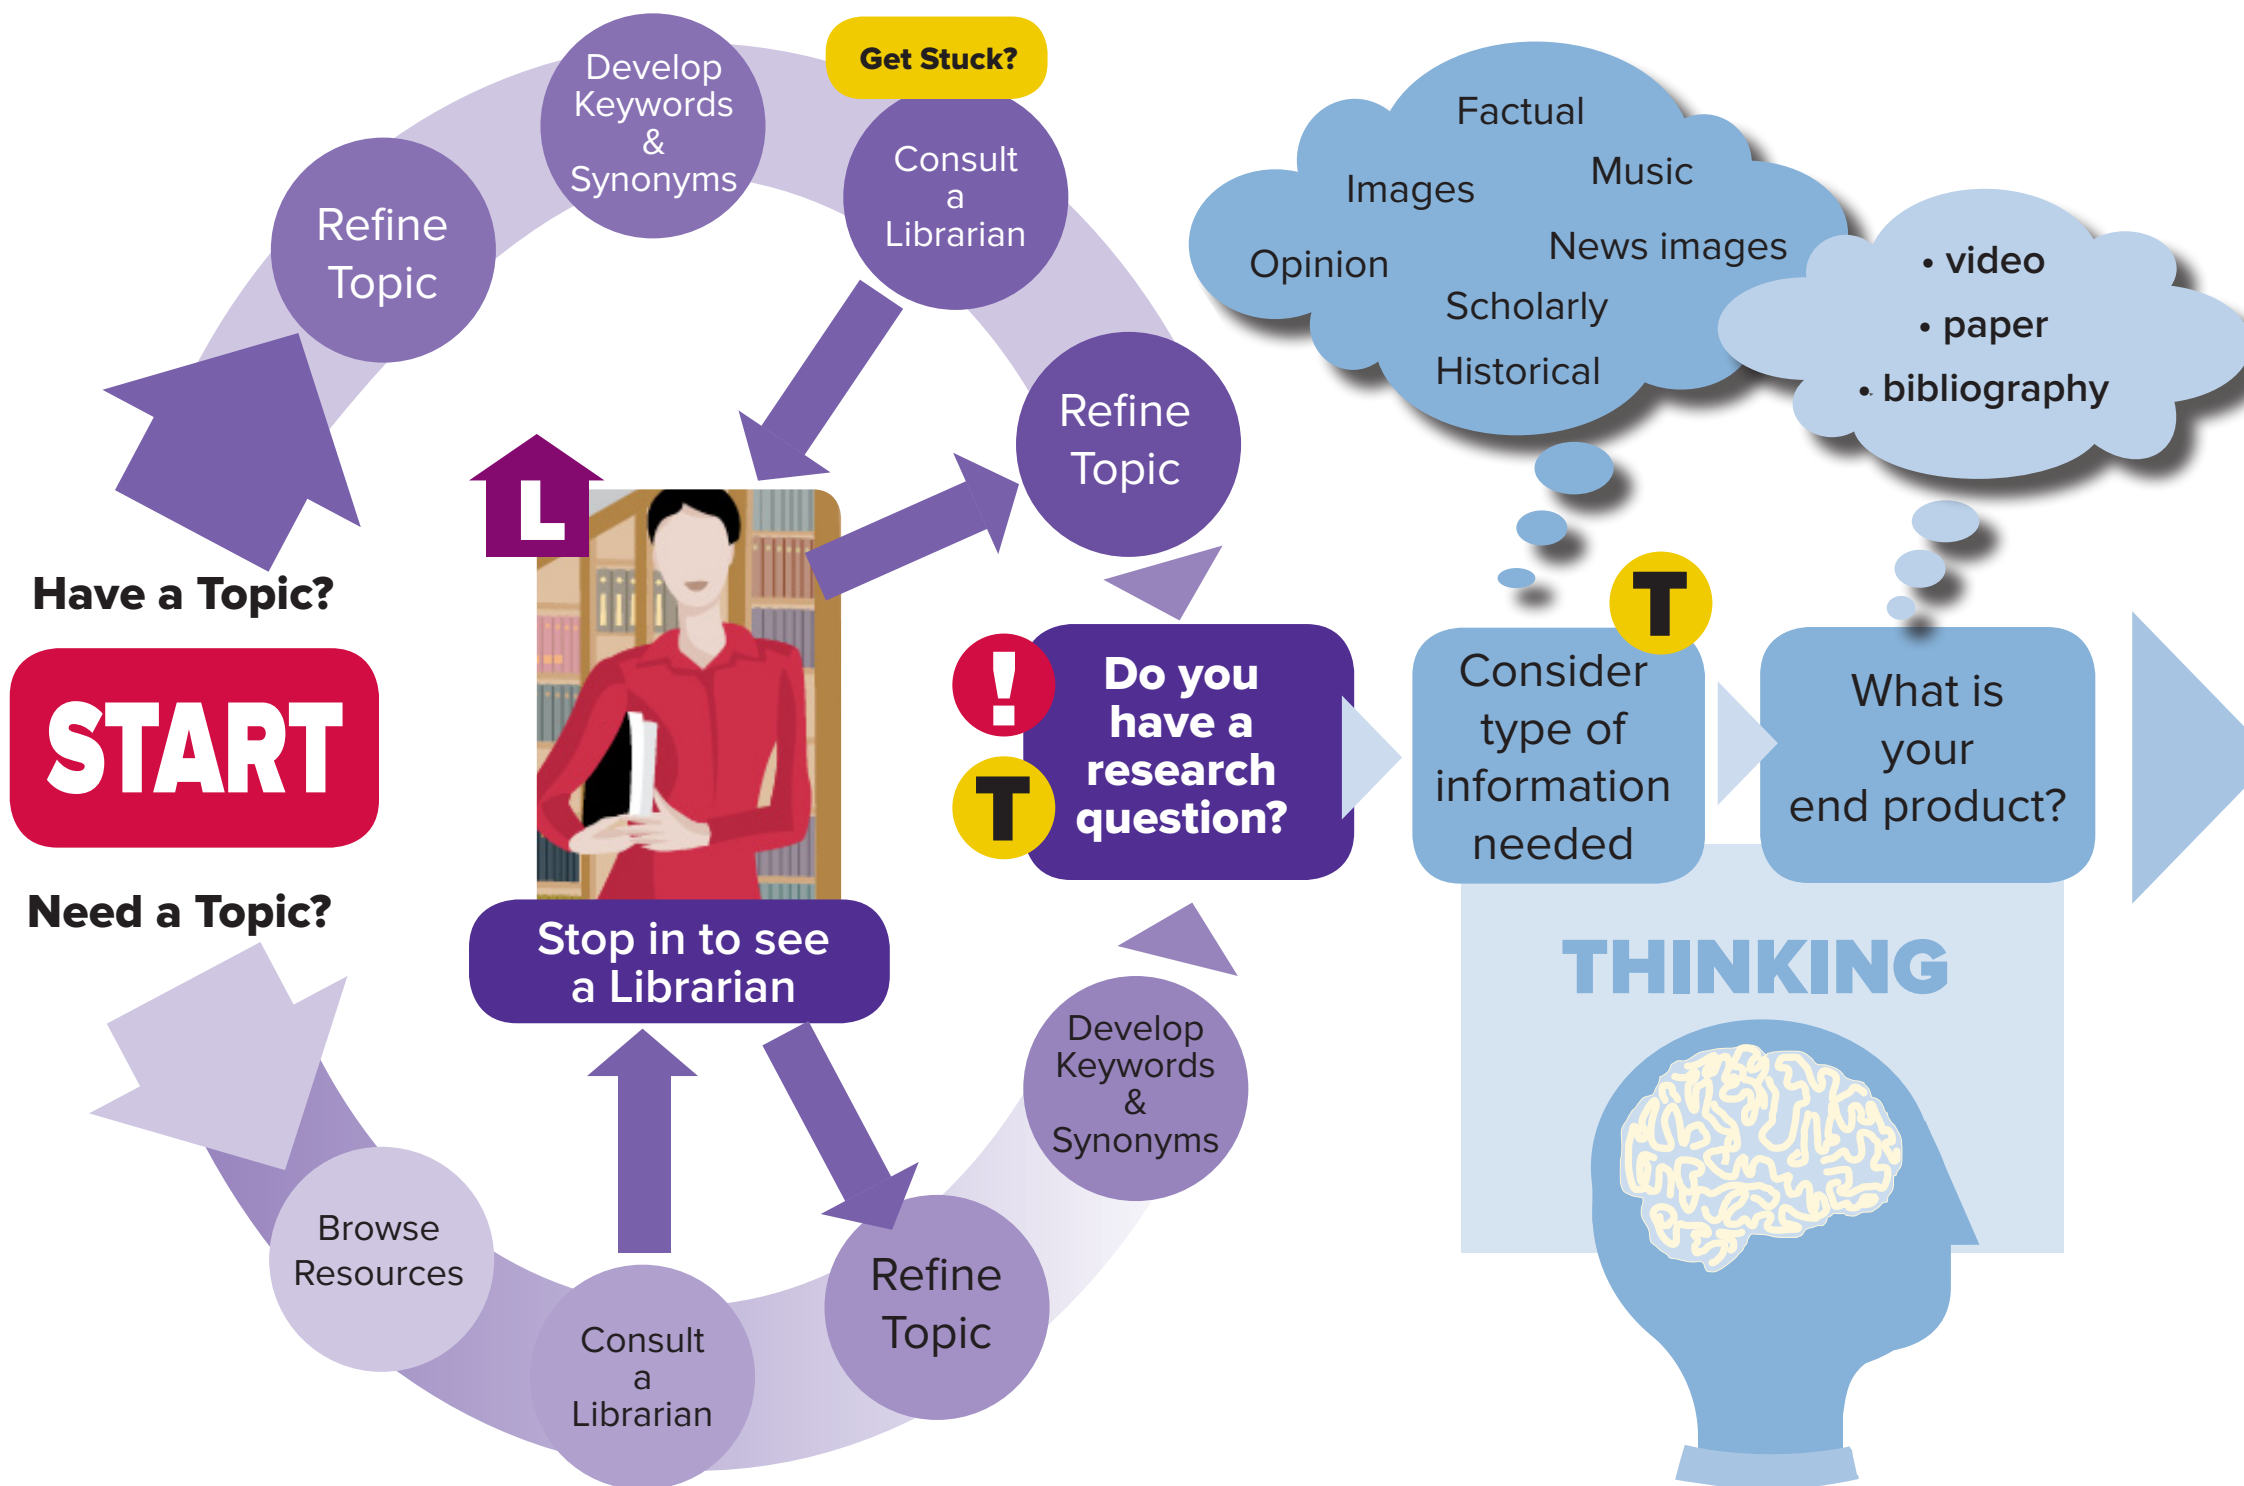 Have a Topic?
START
Need a Topic?
Refine
Topic
Develop
Keywords
&
Synonyms
Get Stuck?
Consult
a
Librarian
Refine
Topic
L
Stop in to see
a Librarian
Browse
Resources
Consult
a
Librarian
Refine
Topic
Develop
Keywords
&
Synonyms
!
T
Do you
have a
research
question?
Factual
Music
Images
News images
Opinion
Scholarly
Historical
T
Consider
type of
information
needed
• video
• paper
• bibliography
What is
your
end product?
THINKING